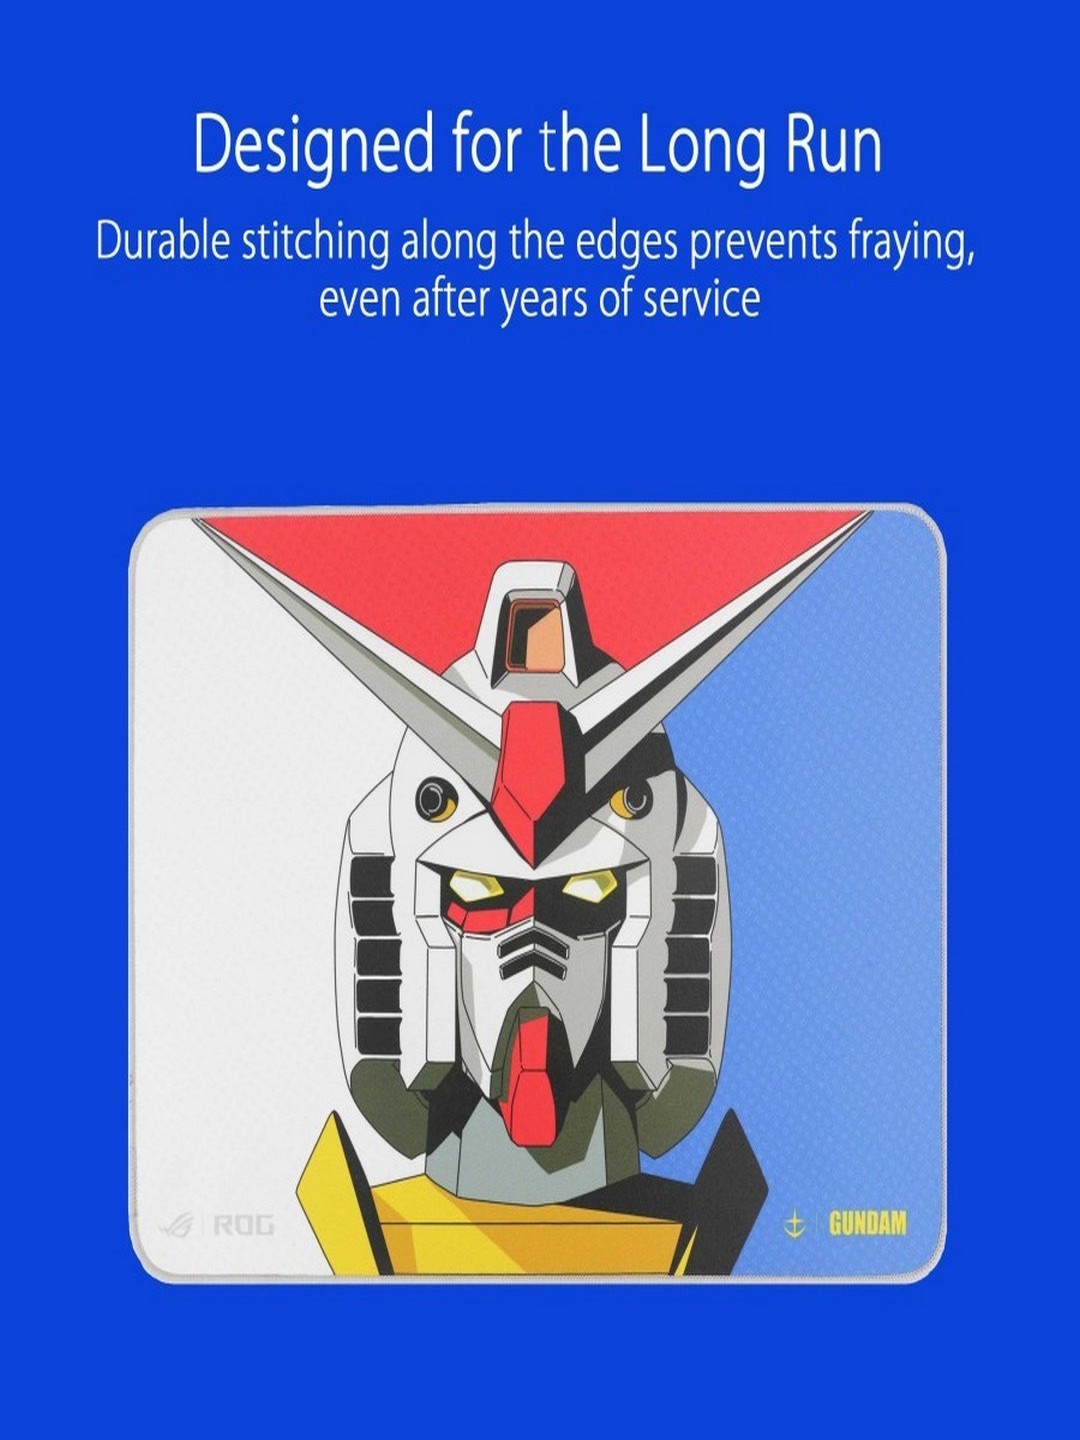 Designed for the Long Run
Durable stitching along the edges prevents fraying,
even after years of service
ROG
GUNDAM